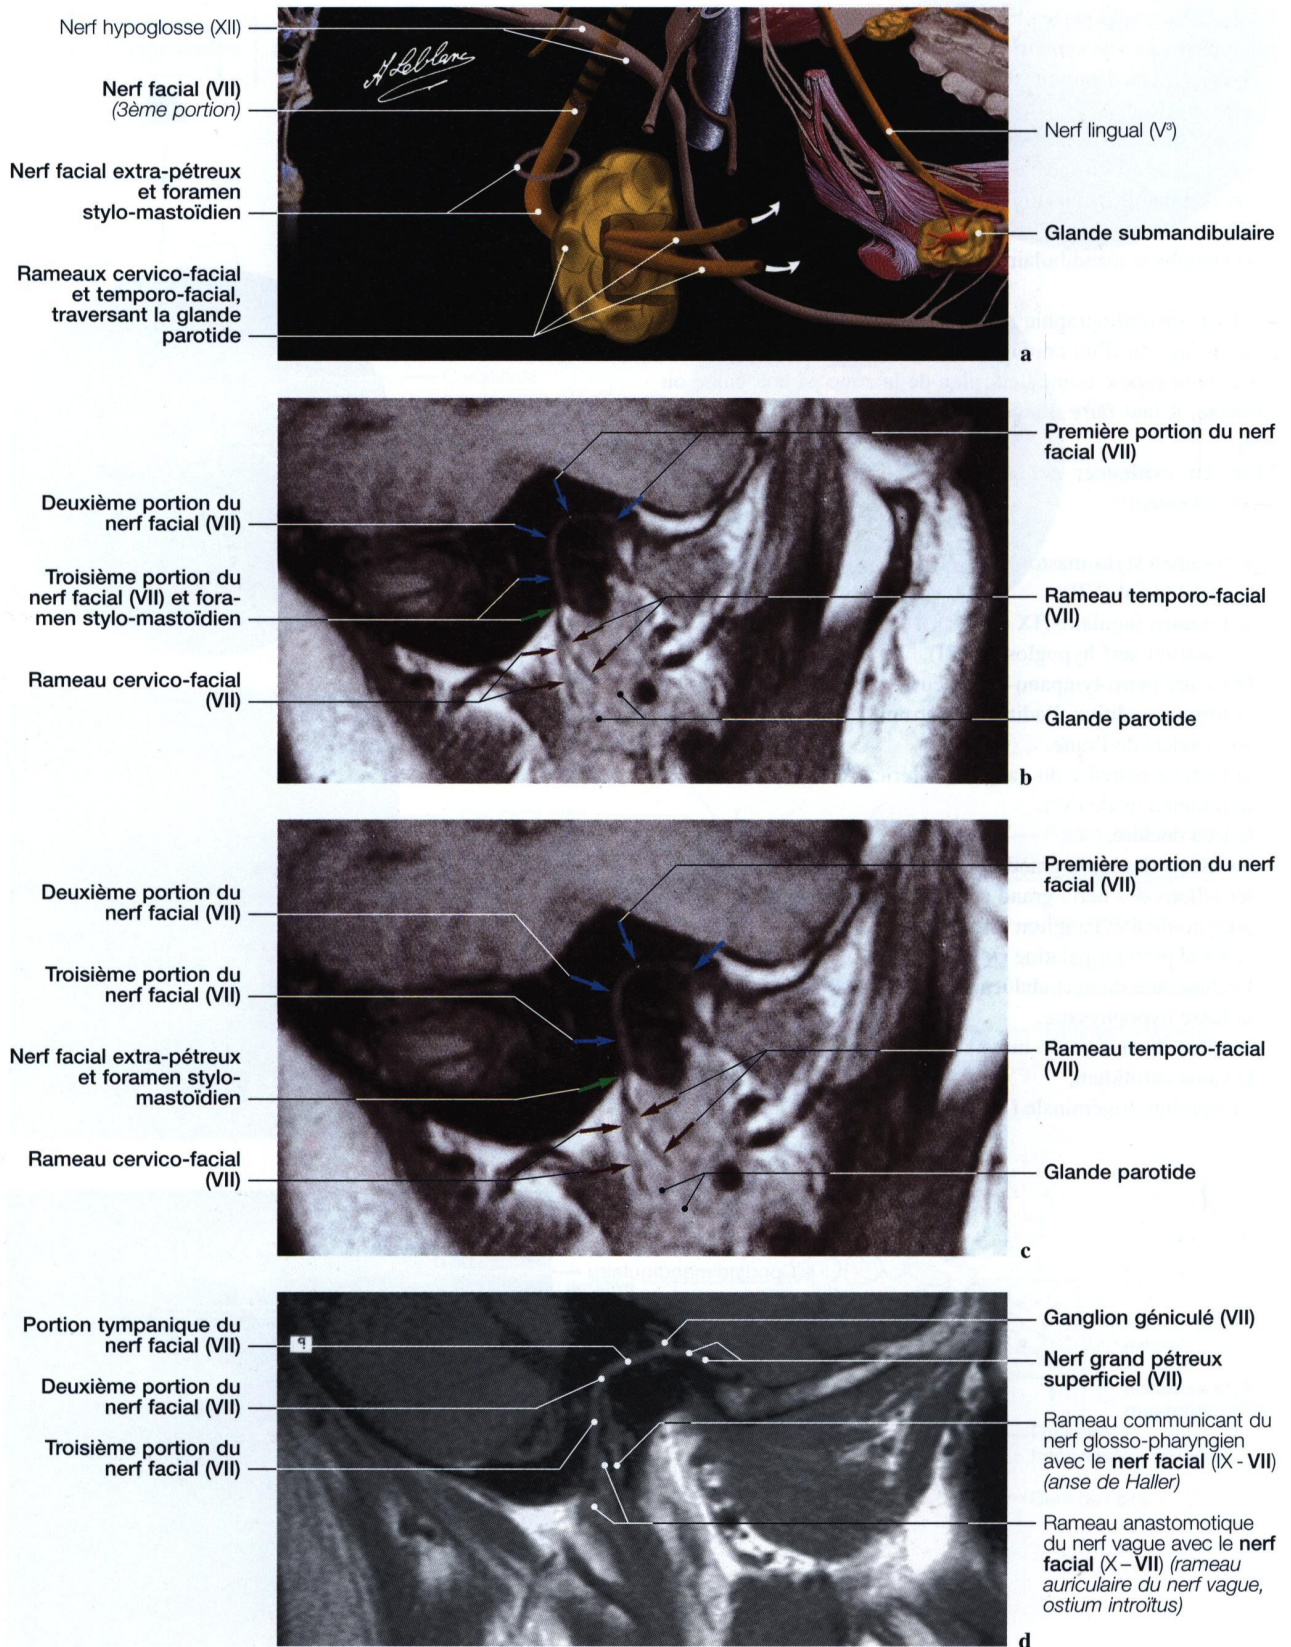 Nerf hypoglosse (XII)
A Leblanc
Nerf facial (VII)
(3ème portion)
Nerf lingual (V³)
Nerf facial extra-pétreux
et foramen
stylo-mastoïdien
Glande submandibulaire
Rameaux cervico-facial
et temporo-facial,
traversant la glande
parotide
a
Première portion du nerf
facial (VII)
Deuxième portion du
nerf facial (VII)
Troisième portion du
nerf facial (VII) et fora-
men stylo-mastoïdien
Rameau temporo-facial
(VII)
Rameau cervico-facial
(VII)
Glande parotide
b
Première portion du nerf
facial (VII)
Deuxième portion du
nerf facial (VII)
Troisième portion du
nerf facial (VII)
Nerf facial extra-pétreux
et foramen stylo-
mastoïdien
Rameau temporo-facial
(VII)
Rameau cervico-facial
(VII)
Glande parotide
c
Ganglion géniculé (VII)
Portion tympanique du
nerf facial (VII)
Nerf grand pétreux
superficiel (VII)
Deuxième portion du
nerf facial (VII)
Troisième portion du
nerf facial (VII)
Rameau communicant du
nerf glosso-pharyngien
avec le nerf facial (IX - VII)
(anse de Haller)
Rameau anastomotique
du nerf vague avec le nerf
facial (X – VII) (rameau
auriculaire du nerf vague,
ostium introïtus)
d